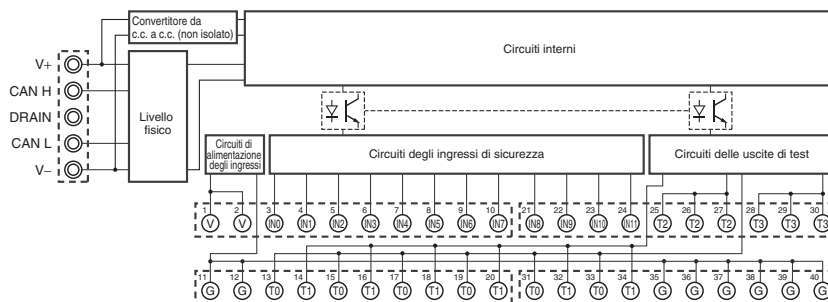 Convertitore da
c.c. a c.c. (non isolato)
Circuiti interni
V+
CAN H
DRAIN
CAN L
V–
Livello
fisico
Circuiti di
alimentazione
degli ingressi
Circuiti degli ingressi di sicurezza
Circuiti delle uscite di test
1 2 3 4 5 6 7 8 9 10 21 22 23 24 25 26 27 28 29 30
V V IN0 IN1 IN2 IN3 IN4 IN5 IN6 IN7 IN8 IN9 IN10 IN11 T2 T2 T2 T3 T3 T3
11 12 13 14 15 16 17 18 19 20 31 32 33 34 35 36 37 38 39 40
G G T0 T1 T0 T1 T0 T1 T0 T1 T0 T1 T0 T1 G G G G G G